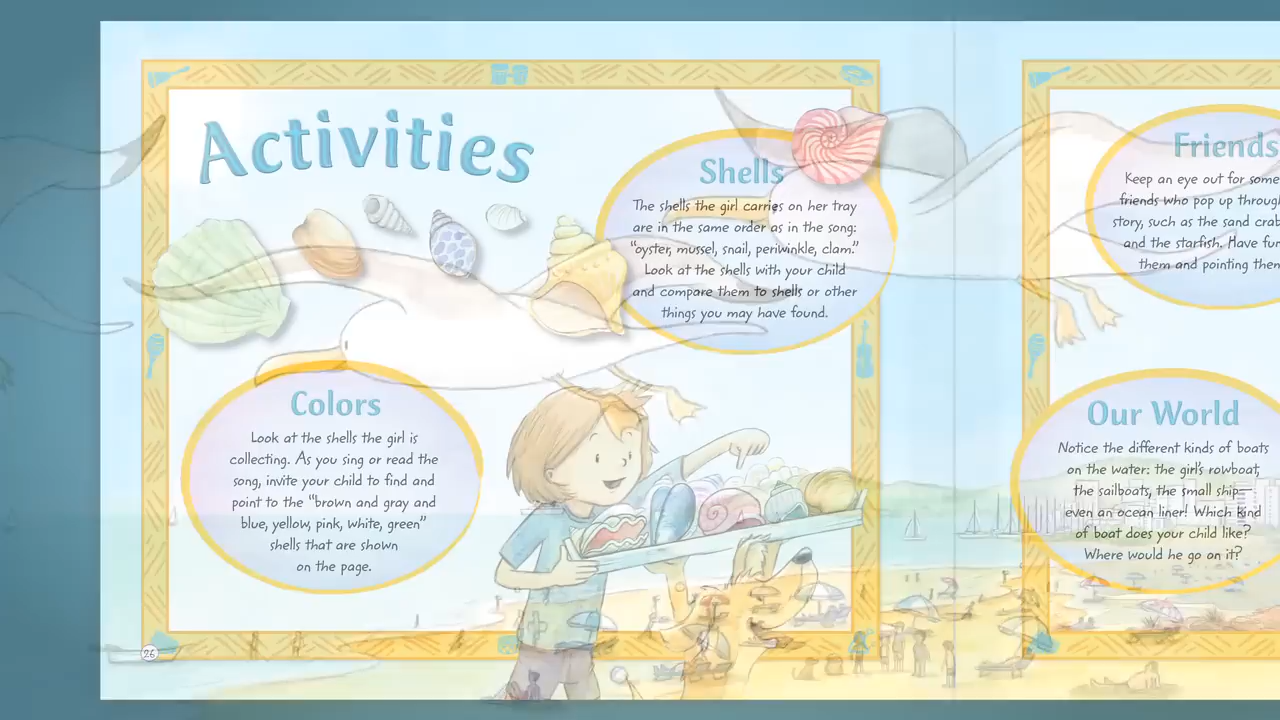 Activities
Shells
The shells the girl carries on her tray
are in the same order as in the song:
“oyster, mussel, snail, periwinkle, clam.”
Look at the shells with your child
and compare them to shells or other
things you may have found.
Colors
Look at the shells the girl is
collecting. As you sing or read the
song, invite your child to find and
point to the “brown and gray and
blue, yellow, pink, white, green”
shells that are shown
on the page.
26
Friends
Keep an eye out for some
friends who pop up through
story, such as the sand crab
and the starfish. Have fun
them and pointing them
Our World
Notice the different kinds of boats
on the water: the girl's rowboat,
the sailboats, the small ship—
even an ocean liner! Which kind
of boat does your child like?
Where would he go on it?